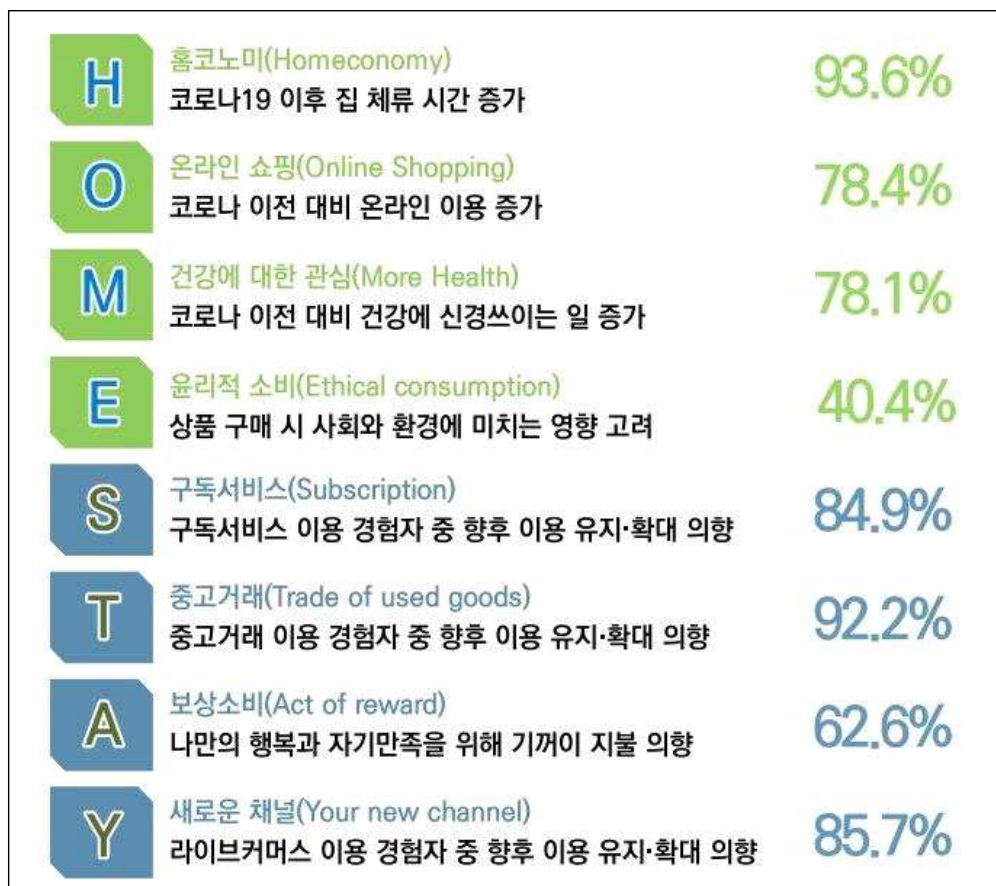 H
홈코노미(Homeconomy)
93.6%
코로나19 이후 집 체류 시간 증가
O
온라인 쇼핑(Online Shopping)
78.4%
코로나 이전 대비 온라인 이용 증가
M
건강에 대한 관심(More Health)
78.1%
코로나 이전 대비 건강에 신경쓰이는 일 증가
E
윤리적 소비(Ethical consumption)
40.4%
상품 구매 시 사회와 환경에 미치는 영향 고려
S
구독서비스(Subscription)
84.9%
구독서비스 이용 경험자 중 향후 이용 유지·확대 의향
T
중고거래(Trade of used goods)
92.2%
중고거래 이용 경험자 중 향후 이용 유지·확대 의향
A
보상소비(Act of reward)
62.6%
나만의 행복과 자기만족을 위해 기꺼이 지불 의향
Y
새로운 채널(Your new channel)
85.7%
라이브커머스 이용 경험자 중 향후 이용 유지·확대 의향